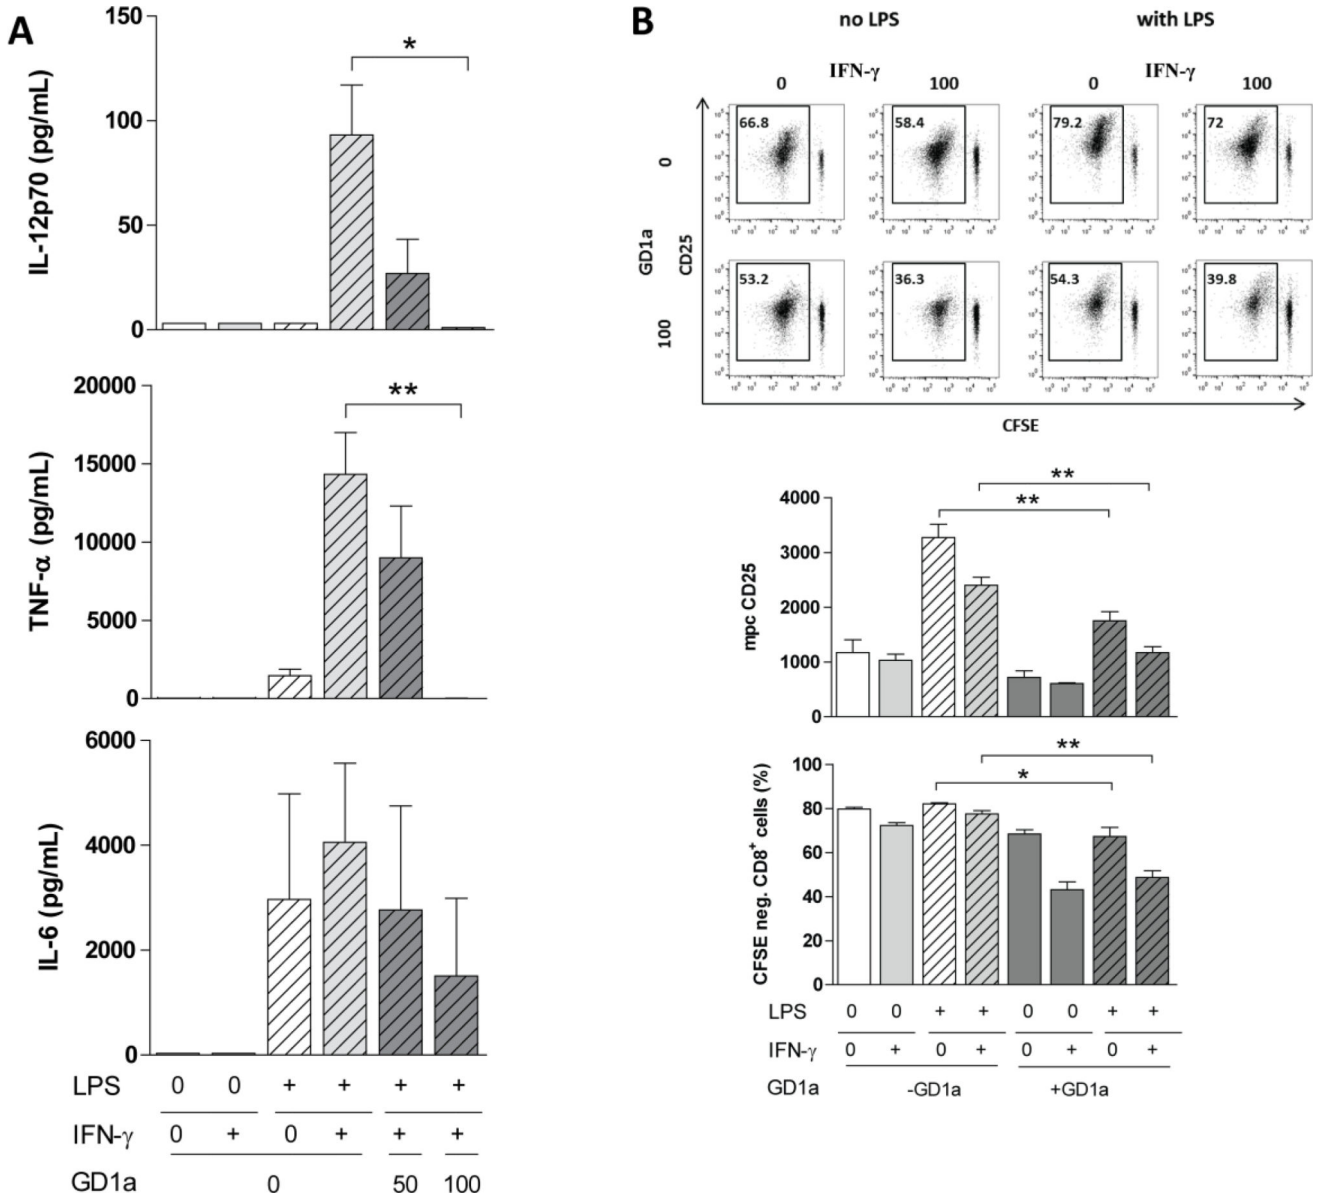 A
IL-12p70 (pg/mL)
150
100
50
0
*
TNF-α (pg/mL)
20000
15000
10000
5000
0
**
IL-6 (pg/mL)
6000
4000
2000
0
LPS 0 0 + + + +
IFN-γ 0 + 0 + + +
GD1a 0 50 100
B
no LPS with LPS
IFN-γ IFN-γ
0 100 0 100
GD1a
CD25
0
66.8 58.4 79.2 72
100
53.2 36.3 54.3 39.8
CFSE
mpc CD25
4000
3000
2000
1000
0
**
**
CFSE neg. CD8+ cells (%)
100
80
60
40
20
0
**
*
LPS 0 0 + + 0 0 + +
IFN-γ 0 + 0 + 0 + 0 +
GD1a -GD1a +GD1a